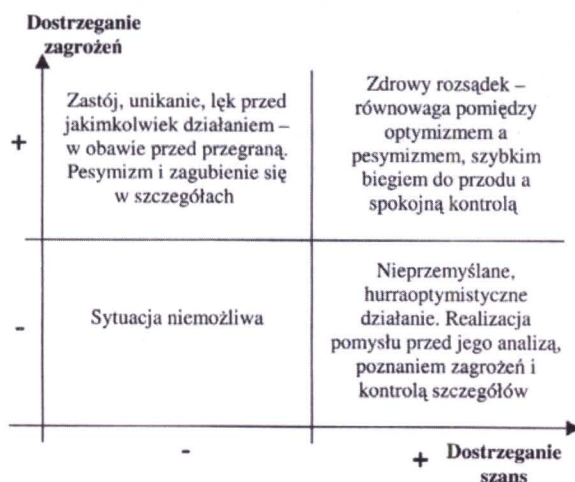 Dostrzeganie
zagrożeń
+
Zastój, unikanie, lęk przed
jakimkolwiek działaniem –
w obawie przed przegraną.
Pesymizm i zagubienie się
w szczegółach
Zdrowy rozsądek –
równowaga pomiędzy
optymizmem a
pesymizmem, szybkim
biegiem do przodu a
spokojną kontrolą
-
Sytuacja niemożliwa
Nieprzemyślane,
hurraoptymistyczne
działanie. Realizacja
pomysłu przed jego analizą,
poznaniem zagrożeń i
kontrolą szczegółów
-
+
Dostrzeganie
szans